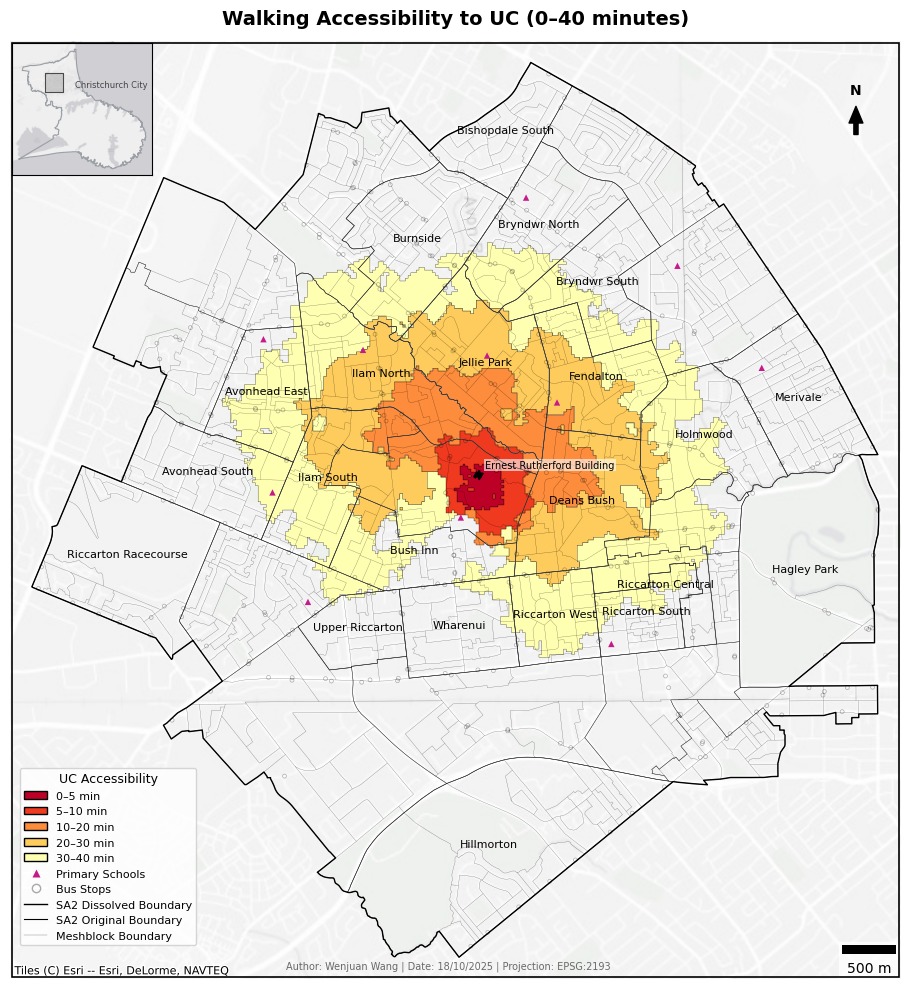 Walking Accessibility to UC (0–40 minutes)
Christchurch City
N
Bishopdale South
Bryndwr North
Burnside
Bryndwr South
Jellie Park
Ilam North
Fendalton
Avonhead East
Merivale
Holmwood
Ernest Rutherford Building
Avonhead South
Ilam South
Deans Bush
Bush Inn
Riccarton Racecourse
Hagley Park
Riccarton Central
Riccarton West
Riccarton South
Upper Riccarton
Wharenui
Hillmorton
UC Accessibility
0–5 min
5–10 min
10–20 min
20–30 min
30–40 min
Primary Schools
Bus Stops
SA2 Dissolved Boundary
SA2 Original Boundary
Meshblock Boundary
Tiles (C) Esri -- Esri, DeLorme, NAVTEQ
Author: Wenjuan Wang | Date: 18/10/2025 | Projection: EPSG:2193
500 m